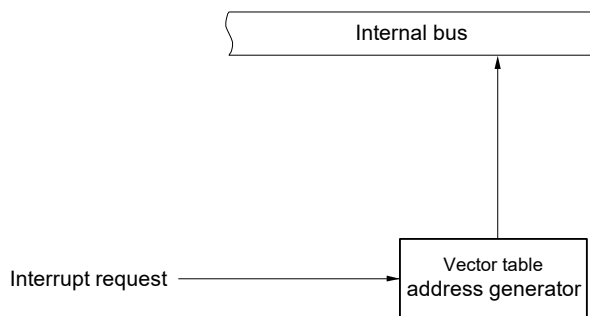 Internal bus
Vector table
address generator
Interrupt request